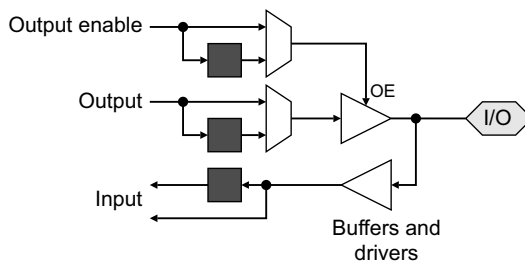 Output enable
OE
Output
I/O
Input
Buffers and
drivers